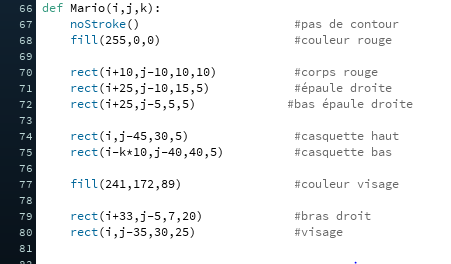 66 def Mario(i,j,k):
67 noStroke() #pas de contour
68 fill(255,0,0) #couleur rouge
69
70 rect(i+10,j-10,10,10) #corps rouge
71 rect(i+25,j-10,15,5) #épaule droite
72 rect(i+25,j-5,5,5) #bas épaule droite
73
74 rect(i,j-45,30,5) #casquette haut
75 rect(i-k*10,j-40,40,5) #casquette bas
76
77 fill(241,172,89) #couleur visage
78
79 rect(i+33,j-5,7,20) #bras droit
80 rect(i,j-35,30,25) #visage
81